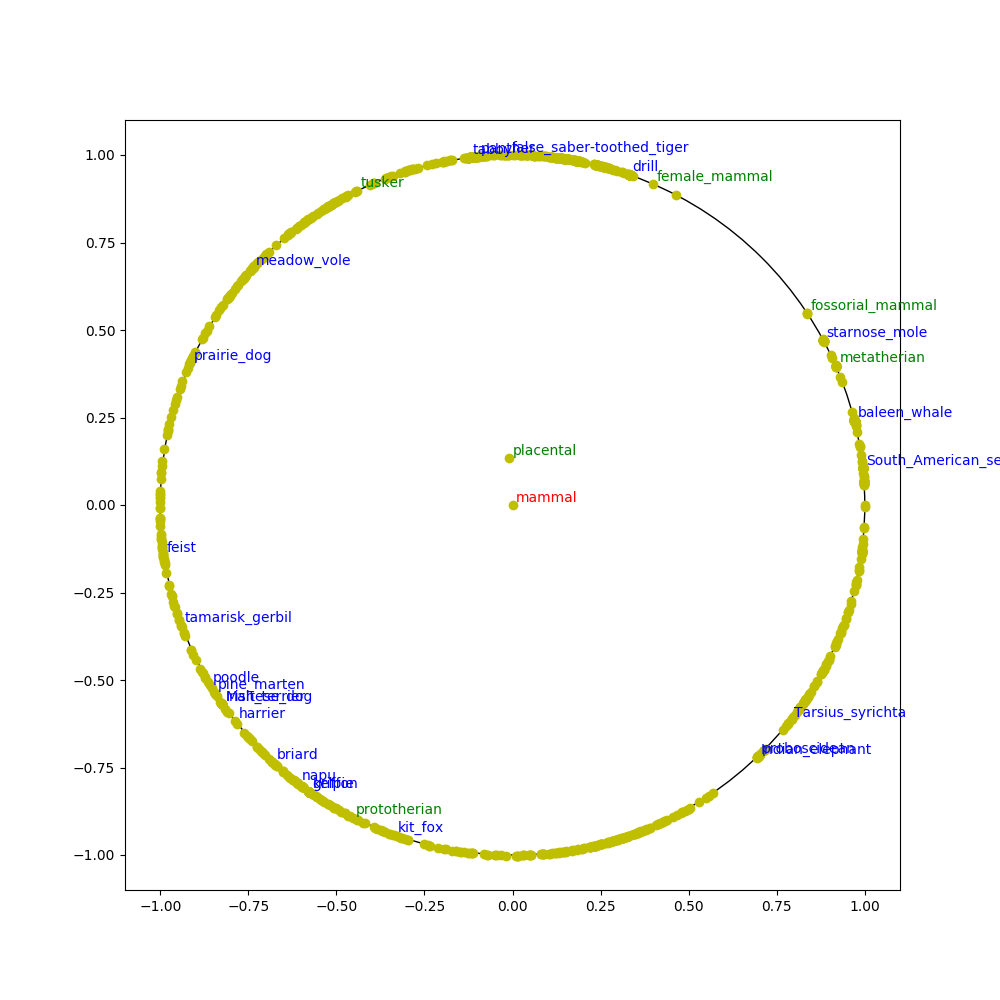 1.00
0.75
0.50
0.25
0.00
−0.25
−0.50
−0.75
−1.00
false_saber-toothed_tiger
drill
female_mammal
tusker
meadow_vole
fossorial_mammal
starnose_mole
prairie_dog
metatherian
baleen_whale
South_American_se
placental
mammal
feist
tamarisk_gerbil
poodle
pine_marten
harrier
Tarsius_syrichta
briard
napu
prototherian
kit_fox
−1.00 −0.75 −0.50 −0.25 0.00 0.25 0.50 0.75 1.00